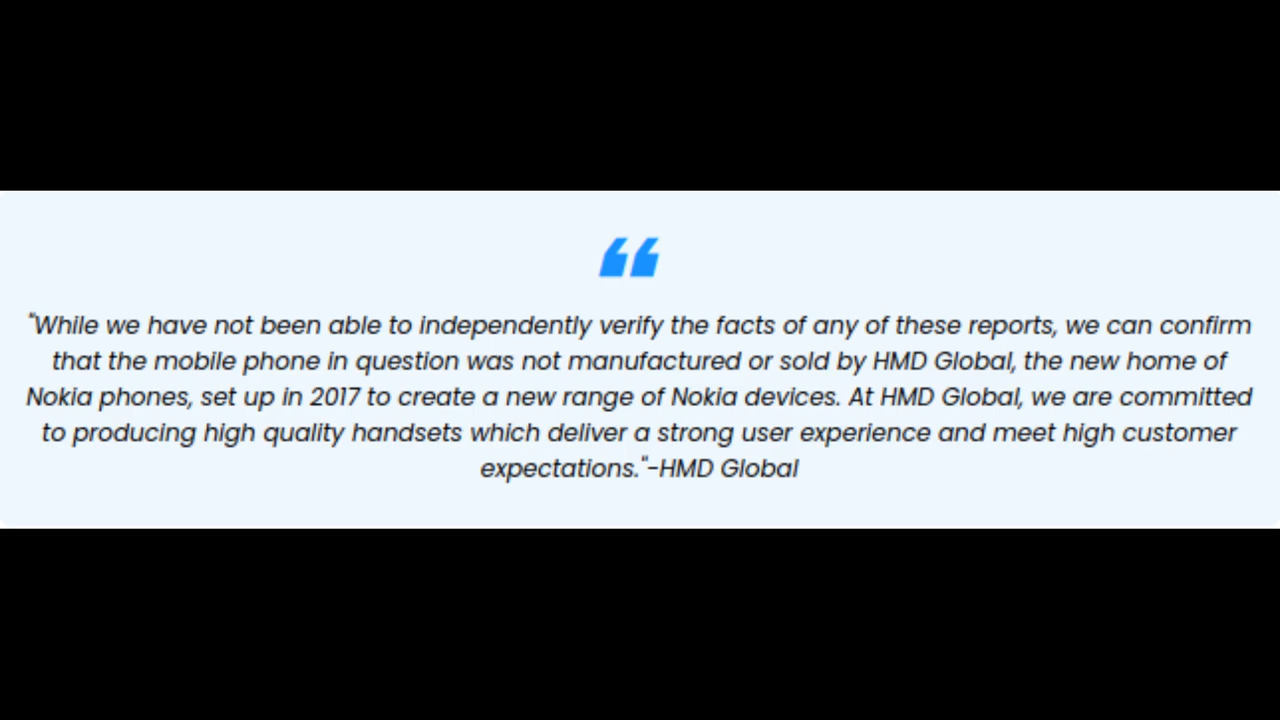 “
"While we have not been able to independently verify the facts of any of these reports, we can confirm
that the mobile phone in question was not manufactured or sold by HMD Global, the new home of
Nokia phones, set up in 2017 to create a new range of Nokia devices. At HMD Global, we are committed
to producing high quality handsets which deliver a strong user experience and meet high customer
expectations."-HMD Global